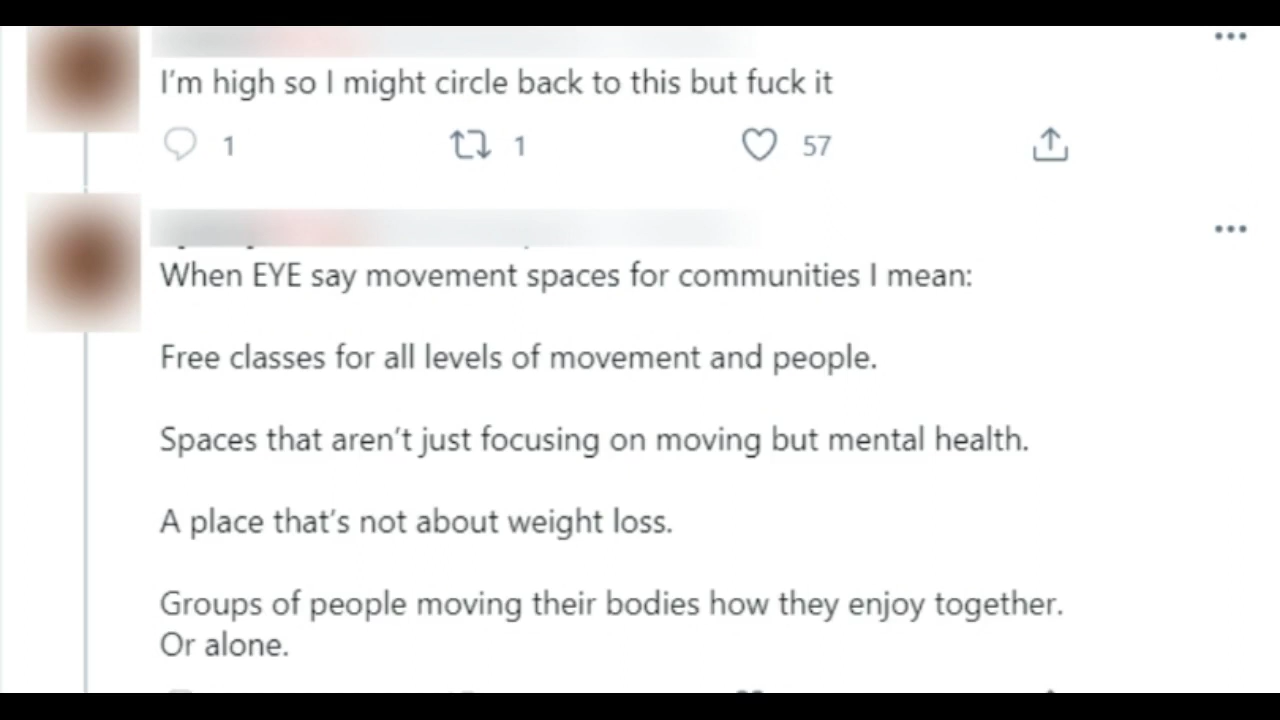 I'm high so I might circle back to this but fuck it
1 1 57
When EYE say movement spaces for communities I mean:
Free classes for all levels of movement and people.
Spaces that aren't just focusing on moving but mental health.
A place that's not about weight loss.
Groups of people moving their bodies how they enjoy together.
Or alone.